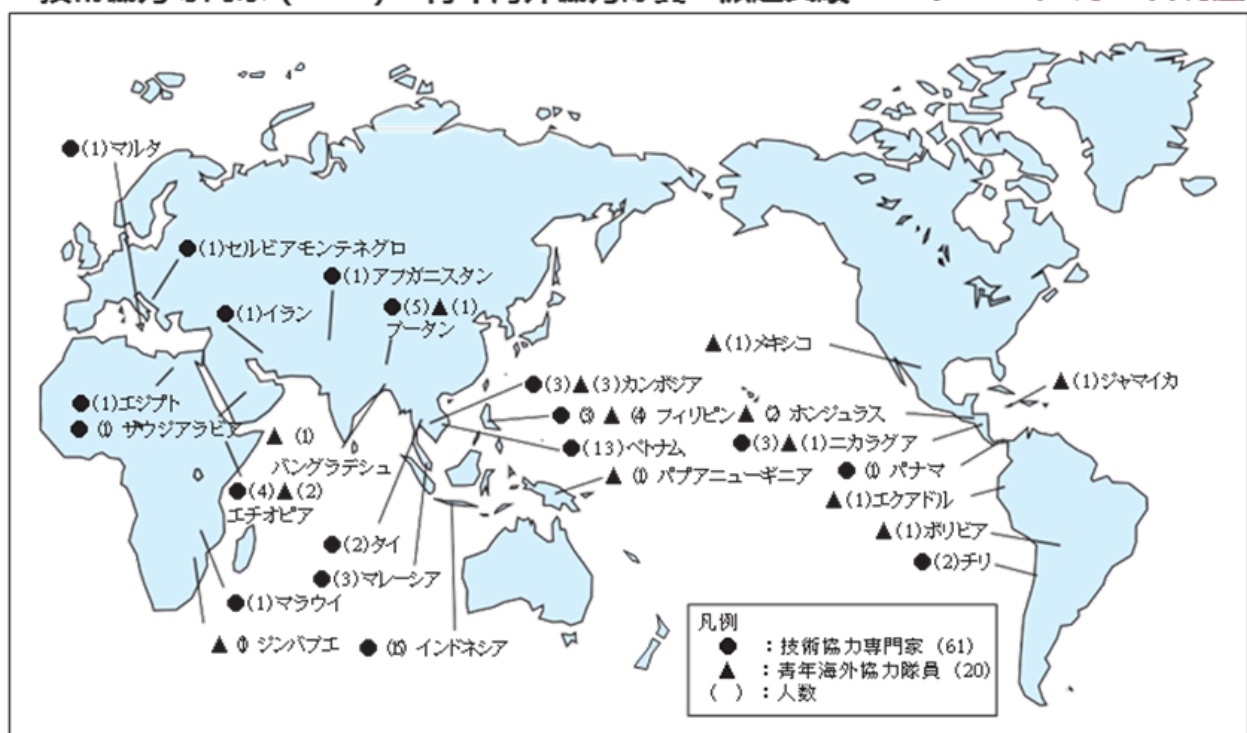 ●(1)マルタ
●(1)セルビアモンテネグロ
●(1)アフガニスタン
●(5)▲(1)
ブータン
●(1)イラン
▲(1)メキシコ
●(3)▲(3)カンボジア
▲(1)ジャマイカ
●(1)エジプト
●(3)▲(4)フィリピン
▲(2)ホンジュラス
●(1)サウジアラビア
▲(1)
バングラデシュ
●(13)ベトナム
●(3)▲(1)ニカラグア
▲(1)パプアニューギニア
●(1)パナマ
●(4)▲(2)
エチオピア
▲(1)エクアドル
▲(1)ボリビア
●(2)タイ
●(2)チリ
●(3)マレーシア
●(1)マラウイ
▲ ジンバブエ
●(15)インドネシア
凡例
●：技術協力専門家 (61)
▲：青年海外協力隊員 (20)
( )：人数